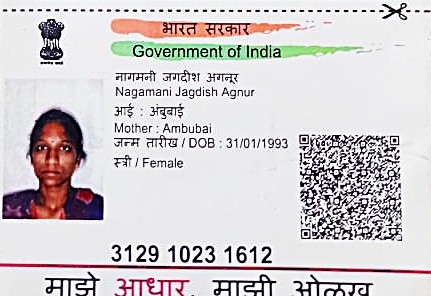 भारत सरकार
Government of India
नागमनी जगदीश अगनूर
Nagamani Jagdish Agnur
आई : अंबुबाई
Mother : Ambubai
जन्म तारीख / DOB : 31/01/1993
स्त्री / Female
3129 1023 1612
माझे आधार, माझी ओळख